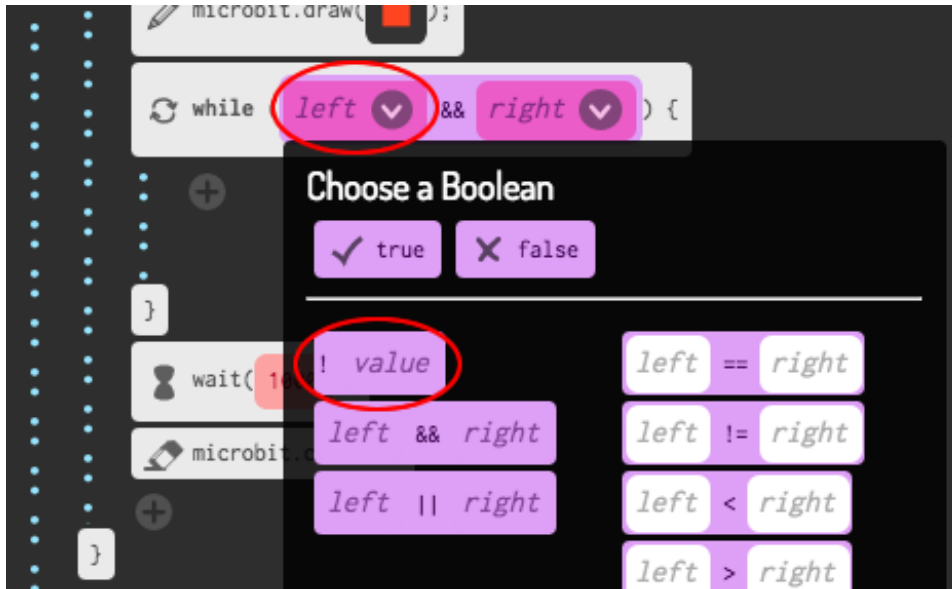 microbit.draw( );
while ( left && right ) {
Choose a Boolean
true false
}
! value left == right
wait( 10
left && right left != right
microbit.
left || right left < right
}
left > right